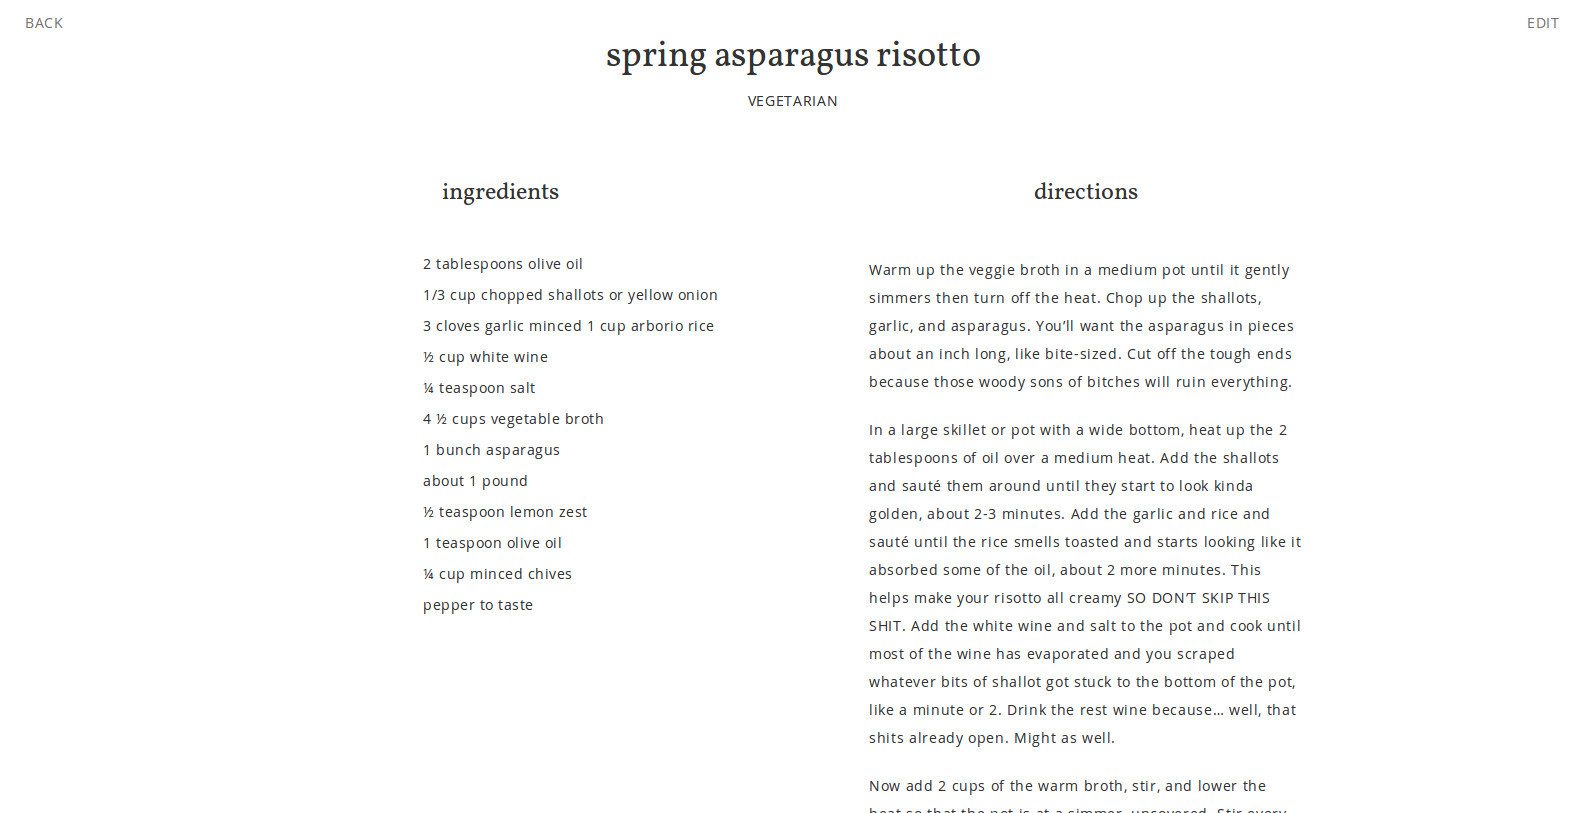 BACK
EDIT
spring asparagus risotto
VEGETARIAN
ingredients
2 tablespoons olive oil
1/3 cup chopped shallots or yellow onion
3 cloves garlic minced 1 cup arborio rice
½ cup white wine
¼ teaspoon salt
4 ½ cups vegetable broth
1 bunch asparagus
about 1 pound
½ teaspoon lemon zest
1 teaspoon olive oil
¼ cup minced chives
pepper to taste
directions
Warm up the veggie broth in a medium pot until it gently
simmers then turn off the heat. Chop up the shallots,
garlic, and asparagus. You’ll want the asparagus in pieces
about an inch long, like bite-sized. Cut off the tough ends
because those woody sons of bitches will ruin everything.
In a large skillet or pot with a wide bottom, heat up the 2
tablespoons of oil over a medium heat. Add the shallots
and sauté them around until they start to look kinda
golden, about 2-3 minutes. Add the garlic and rice and
sauté until the rice smells toasted and starts looking like it
absorbed some of the oil, about 2 more minutes. This
helps make your risotto all creamy SO DON’T SKIP THIS
SHIT. Add the white wine and salt to the pot and cook until
most of the wine has evaporated and you scraped
whatever bits of shallot got stuck to the bottom of the pot,
like a minute or 2. Drink the rest wine because… well, that
shits already open. Might as well.
Now add 2 cups of the warm broth, stir, and lower the
heat so that the pot is at a simmer, uncovered. Stir every